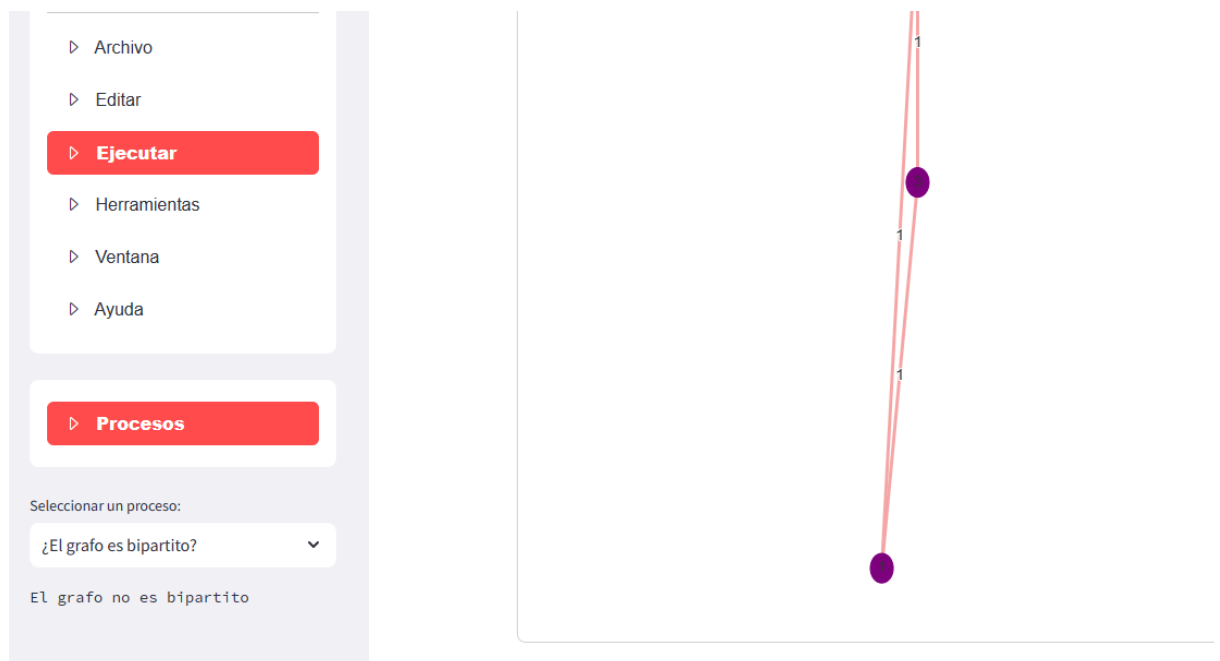 Archivo
Editar
Ejecutar
Herramientas
Ventana
Ayuda
Procesos
Seleccionar un proceso:
¿El grafo es bipartito?
El grafo no es bipartito
1
1
1